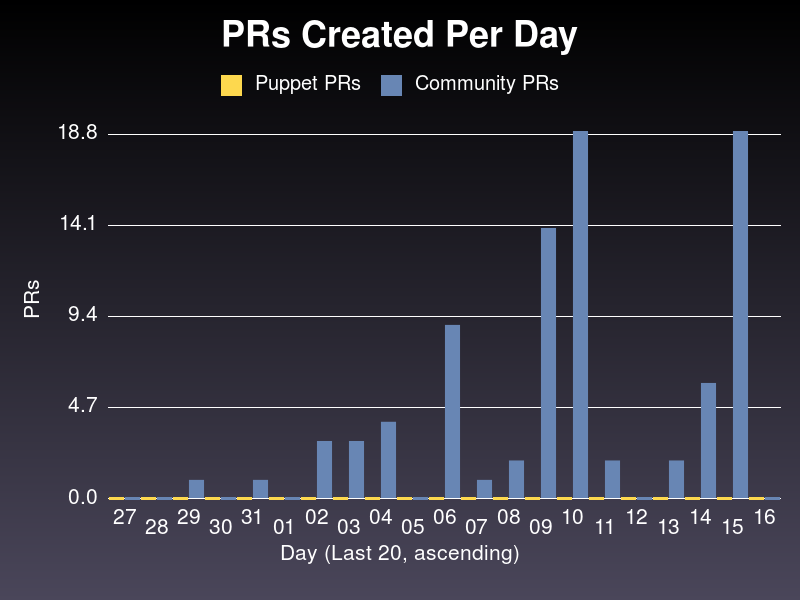 PRs Created Per Day
Puppet PRs Community PRs
18.8
14.1
9.4
4.7
0.0
PRs
27 28 29 30 31 01 02 03 04 05 06 07 08 09 10 11 12 13 14 15 16
Day (Last 20, ascending)